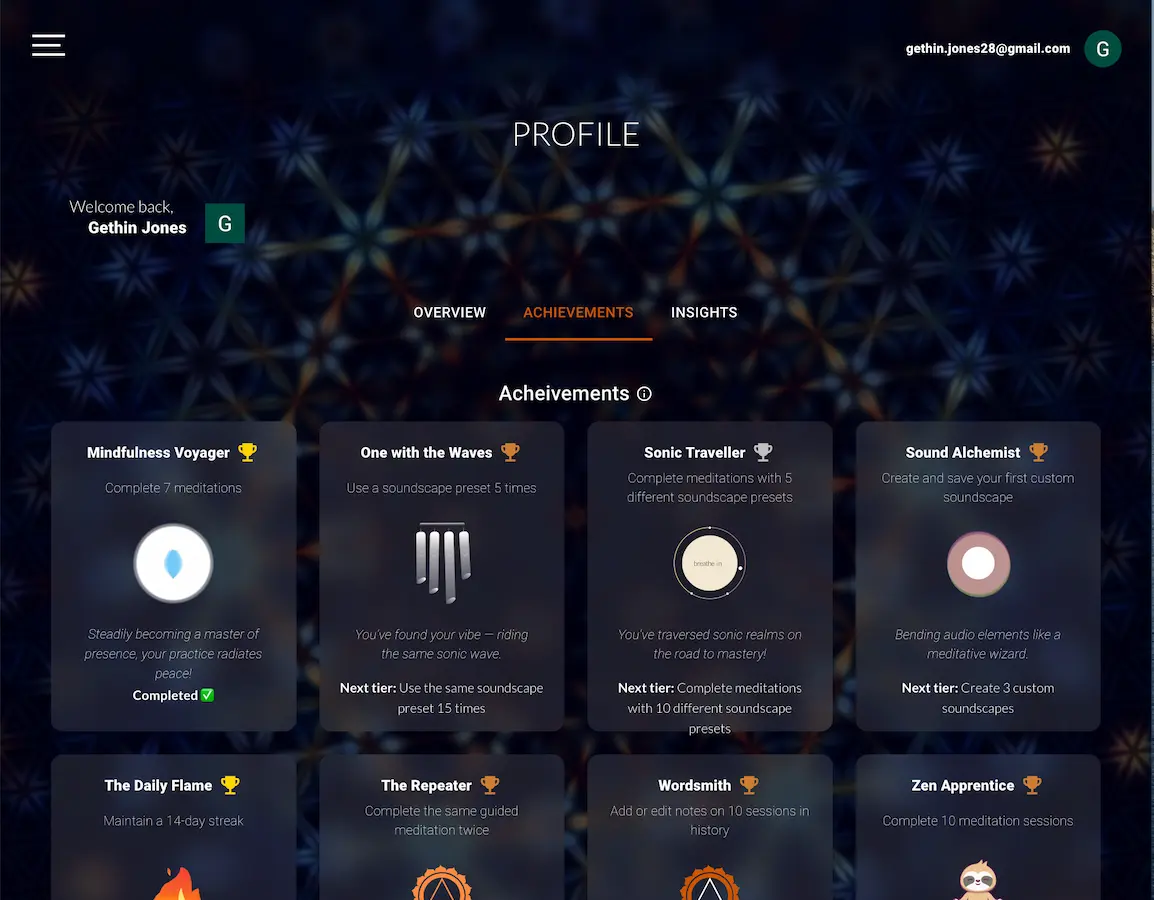 gethin.jones28@gmail.com
G
PROFILE
Welcome back,
Gethin Jones
G
OVERVIEW
ACHIEVEMENTS
INSIGHTS
Acheivements
Mindfulness Voyager
Complete 7 meditations
Steadily becoming a master of
presence, your practice radiates
peace!
Completed ✅
One with the Waves
Use a soundscape preset 5 times
You've found your vibe — riding
the same sonic wave.
Next tier: Use the same soundscape
preset 15 times
Sonic Traveller
Complete meditations with 5
different soundscape presets
breathe in
You've traversed sonic realms on
the road to mastery!
Next tier: Complete meditations
with 10 different soundscape
presets
Sound Alchemist
Create and save your first custom
soundscape
Bending audio elements like a
meditative wizard.
Next tier: Create 3 custom
soundscapes
The Daily Flame
Maintain a 14-day streak
The Repeater
Complete the same guided
meditation twice
Wordsmith
Add or edit notes on 10 sessions in
history
Zen Apprentice
Complete 10 meditation sessions